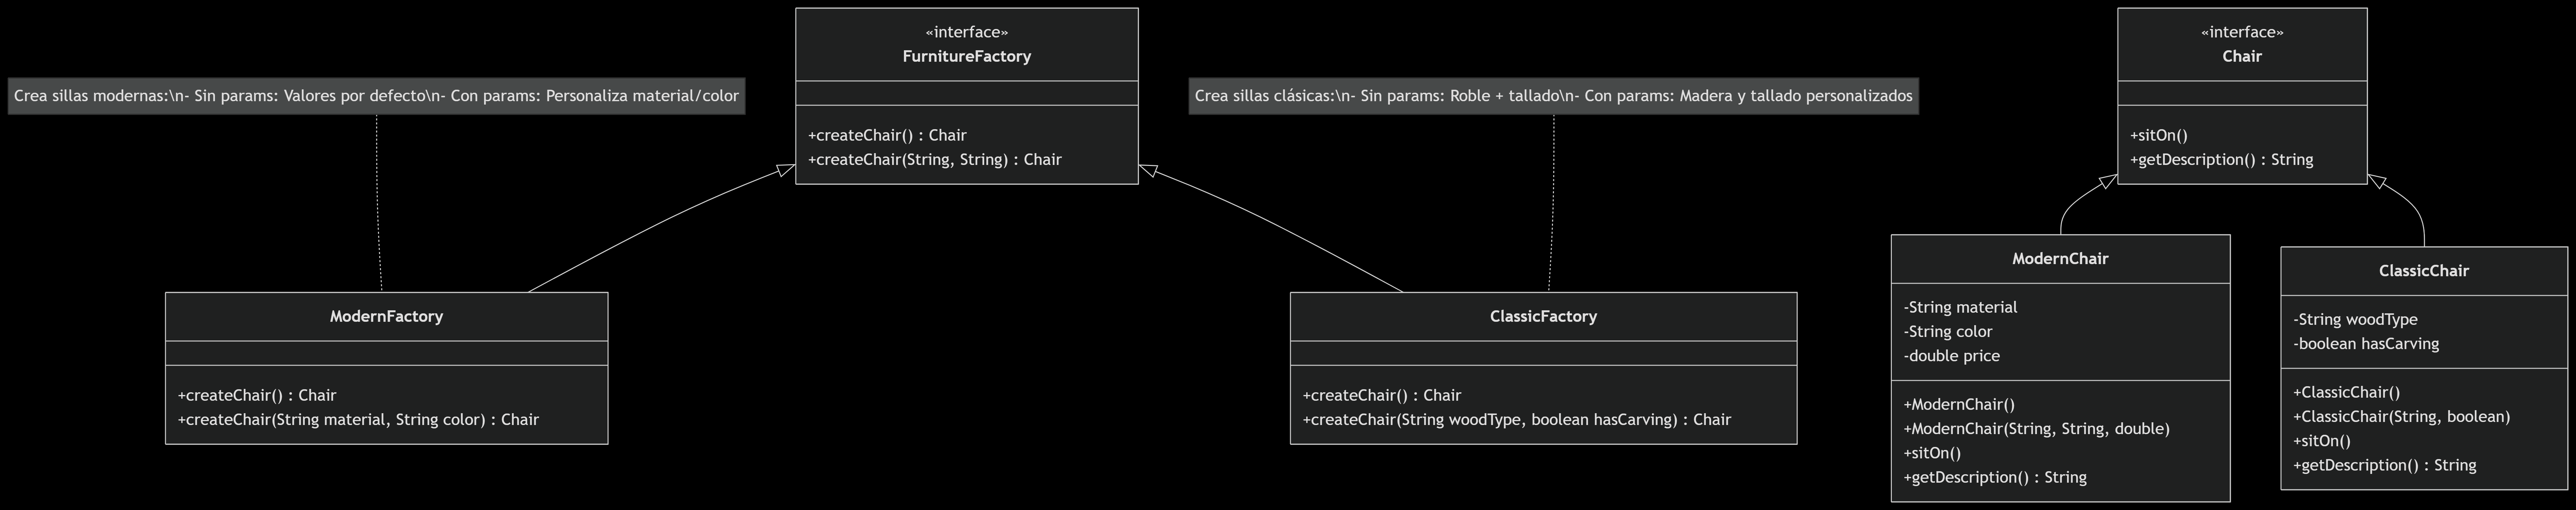 Crea sillas modernas:\n- Sin params: Valores por defecto\n- Con params: Personaliza material/color
«interface»
FurnitureFactory
+createChair() : Chair
+createChair(String, String) : Chair
Crea sillas clásicas:\n- Sin params: Roble + tallado\n- Con params: Madera y tallado personalizados
«interface»
Chair
+sitOn()
+getDescription() : String
ModernFactory
+createChair() : Chair
+createChair(String material, String color) : Chair
ClassicFactory
+createChair() : Chair
+createChair(String woodType, boolean hasCarving) : Chair
ModernChair
-String material
-String color
-double price
+ModernChair()
+ModernChair(String, String, double)
+sitOn()
+getDescription() : String
ClassicChair
-String woodType
-boolean hasCarving
+ClassicChair()
+ClassicChair(String, boolean)
+sitOn()
+getDescription() : String